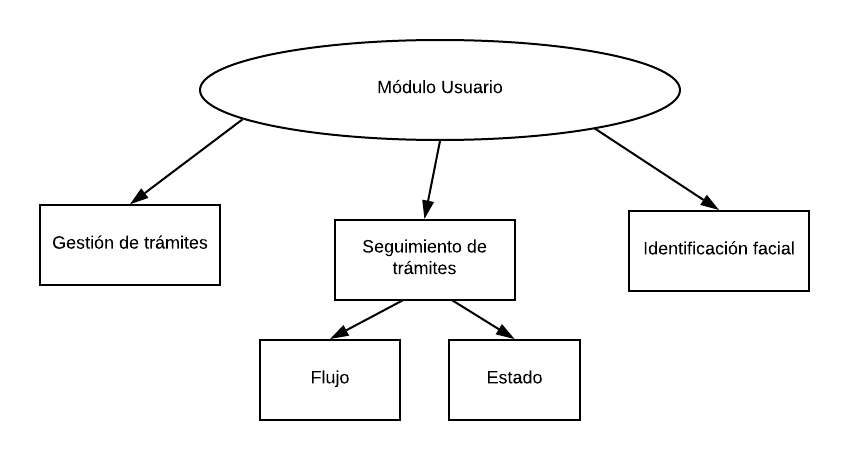 Módulo Usuario
Gestión de trámites
Seguimiento de
trámites
Identificación facial
Flujo
Estado